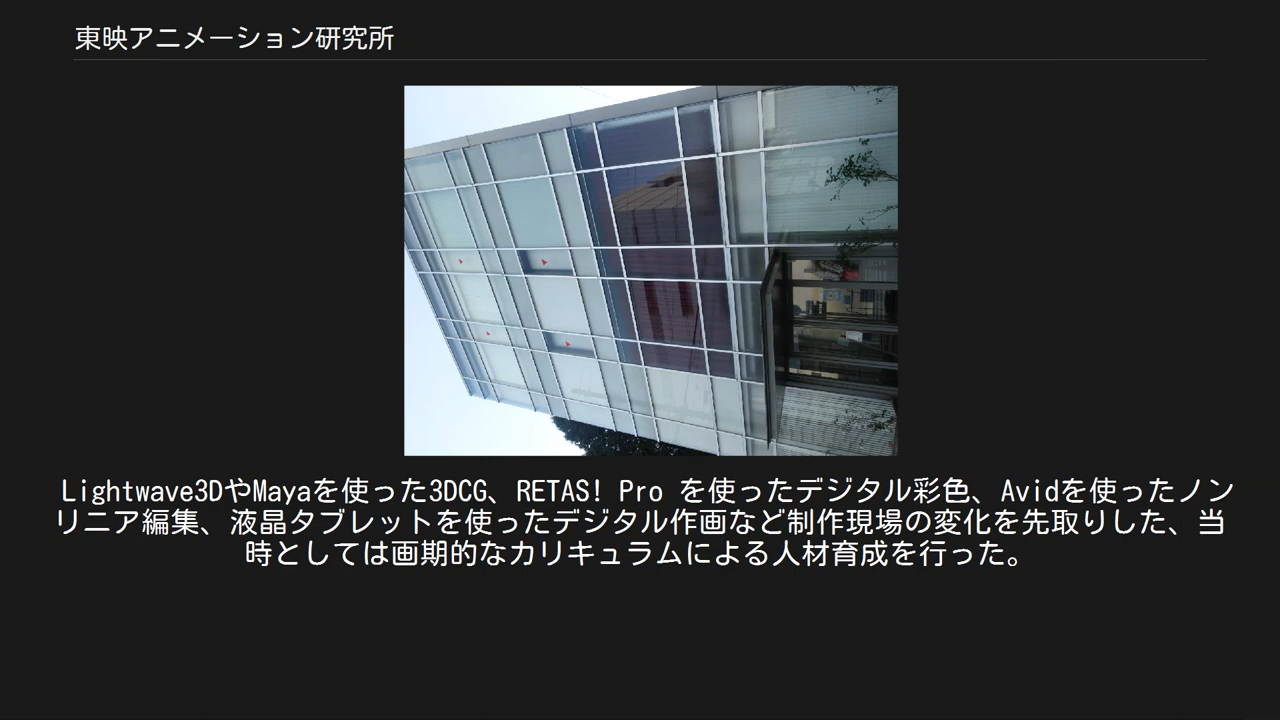 東映アニメーション研究所
Lightwave3DやMayaを使った3DCG、RETAS! Pro を使ったデジタル彩色、Avidを使ったノン
リニア編集、液晶タブレットを使ったデジタル作画など制作現場の変化を先取りした、当
時としては画期的なカリキュラムによる人材育成を行った。